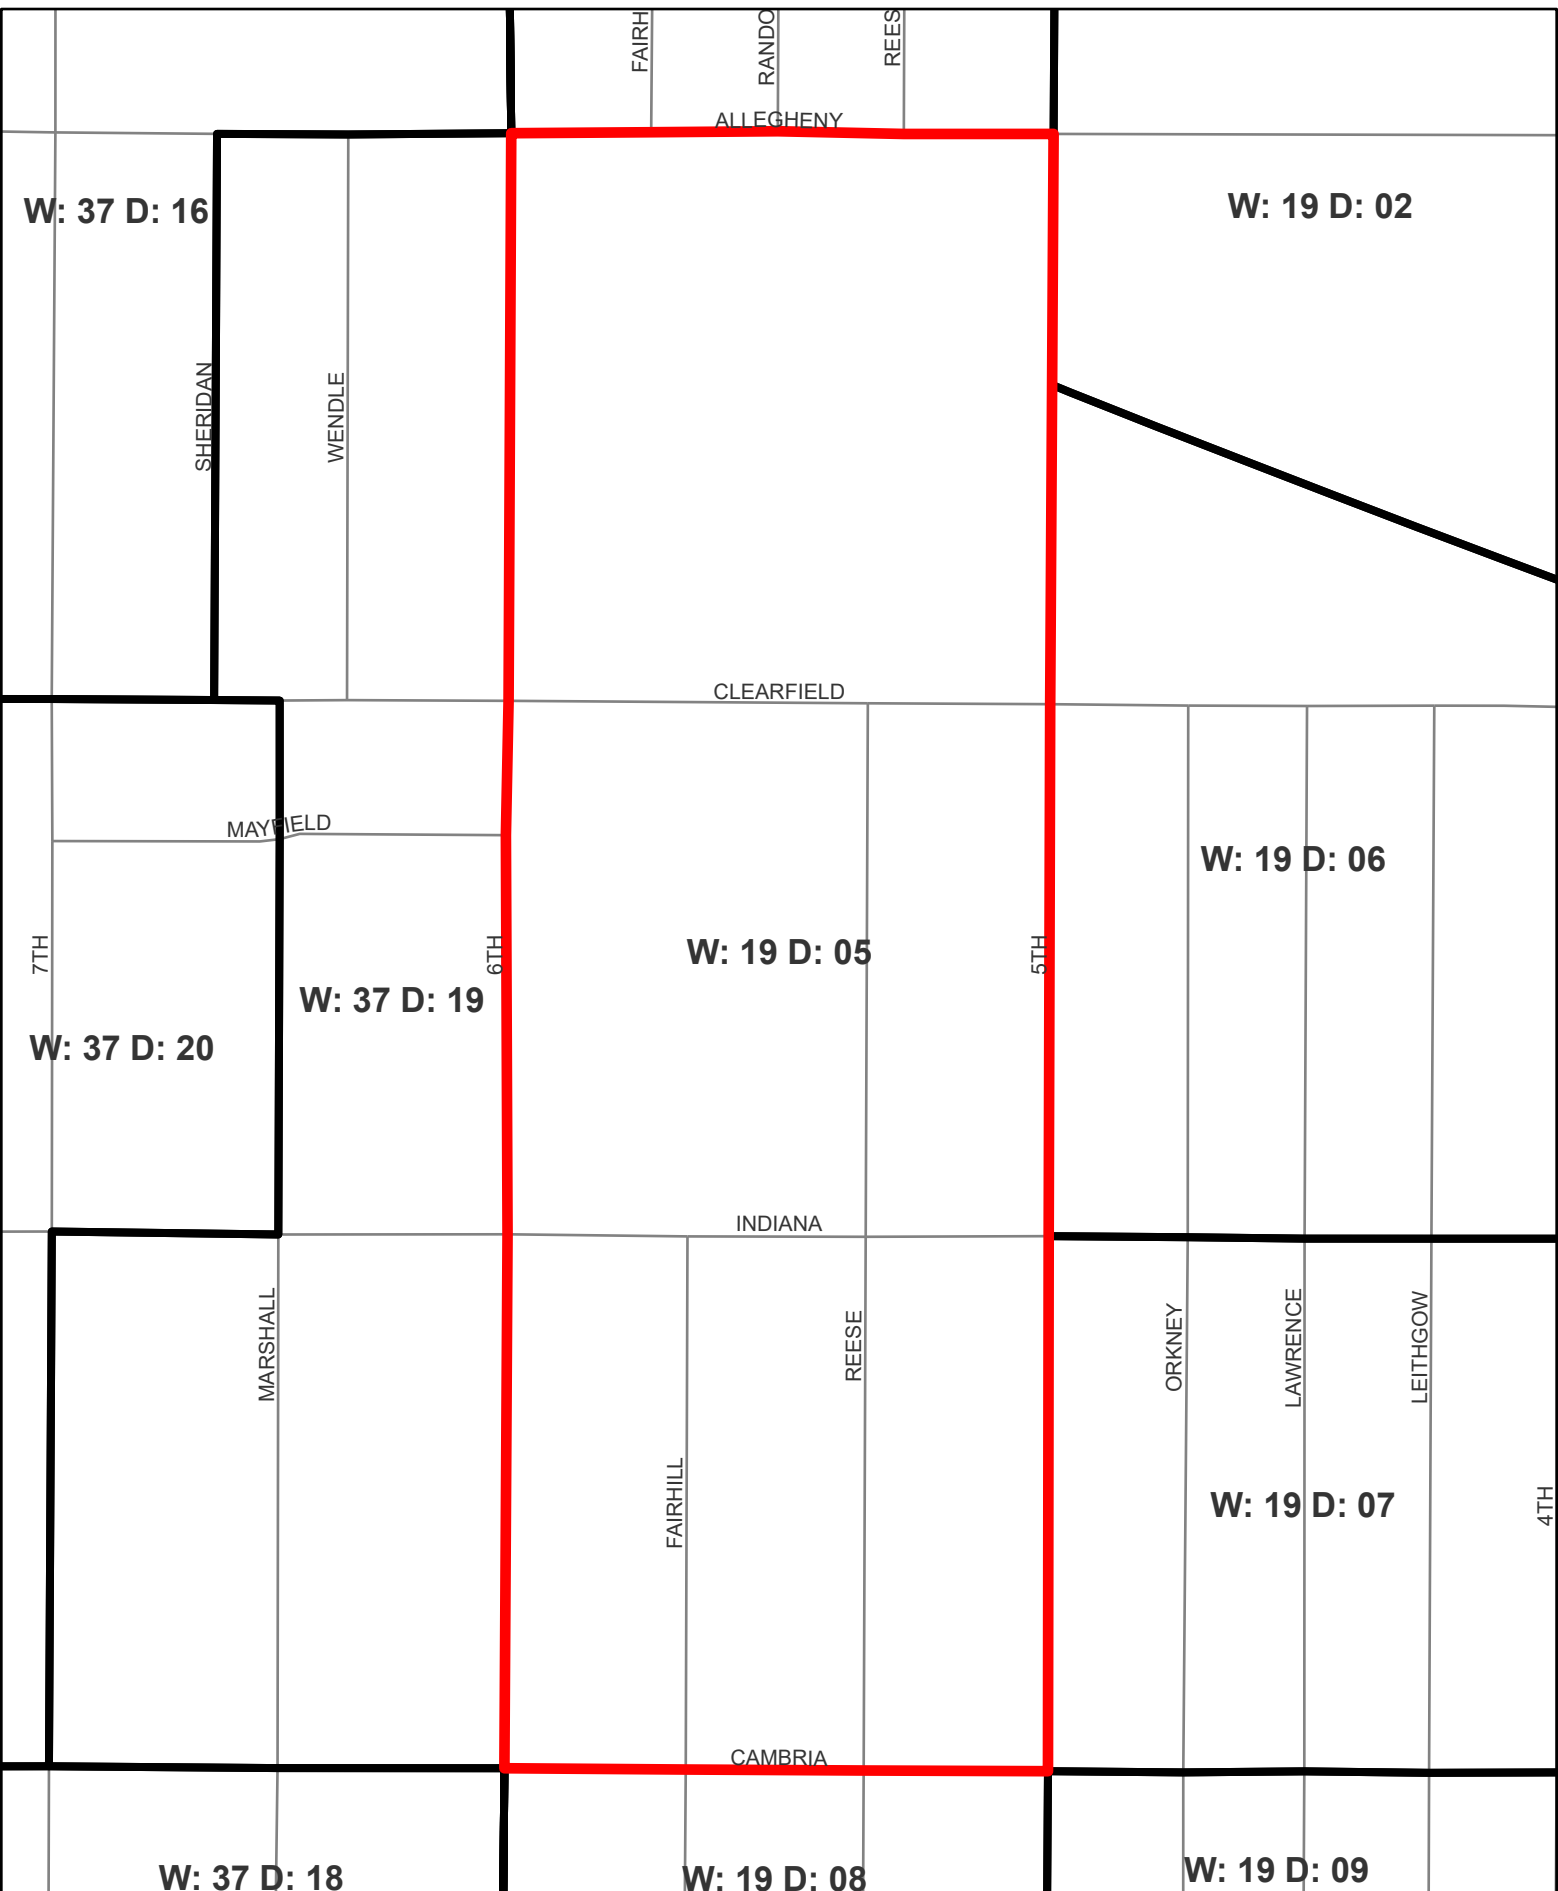 FAIRH
RANDO
REES
ALLEGHENY
W: 37 D: 16
W: 19 D: 02
SHERIDAN
WENDLE
CLEARFIELD
MAYFIELD
W: 19 D: 06
7TH
6TH
W: 19 D: 05
5TH
W: 37 D: 19
W: 37 D: 20
INDIANA
MARSHALL
REESE
ORKNEY
LAWRENCE
LEITHGOW
FAIRHILL
W: 19 D: 07
4TH
CAMBRIA
W: 37 D: 18
W: 19 D: 08
W: 19 D: 09